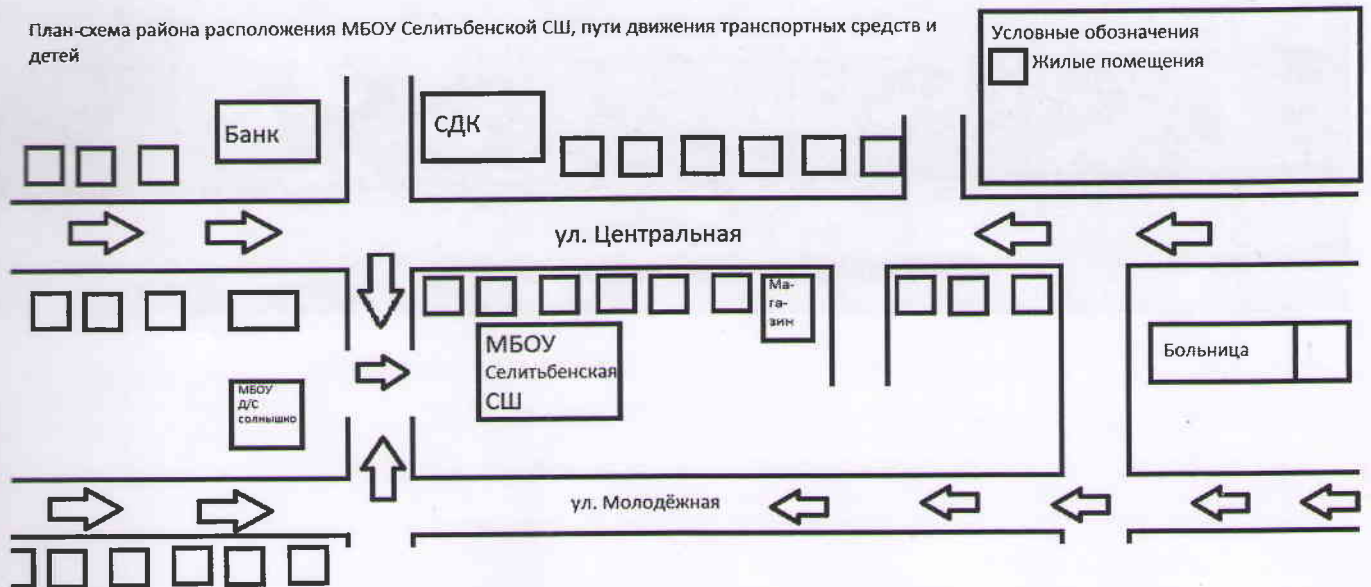 План-схема района расположения МБОУ Селитьбенской СШ, пути движения транспортных средств и
детей
Условные обозначения
Жилые помещения
Банк
СДК
ул. Центральная
Ма-
га-
зин
МБОУ
Селитьбенская
СШ
Больница
МБОУ
Д/С
солнышко
ул. Молодёжная